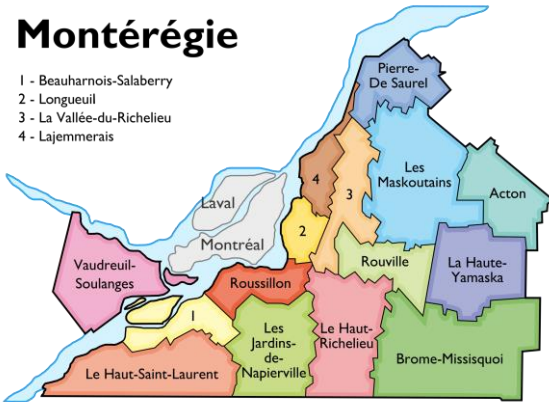 Montérégie
1 - Beauharnois-Salaberry
2 - Longueuil
3 - La Vallée-du-Richelieu
4 - Lajemmerais
Pierre-
De Saurel
Les
Maskoutains
Acton
4
3
Laval
2
Montréal
Rouville
La Haute-
Yamaska
Vaudreuil-
Soulanges
Roussillon
1
Les
Jardins-
de-
Napierville
Le Haut-
Richelieu
Brome-Missisquoi
Le Haut-Saint-Laurent